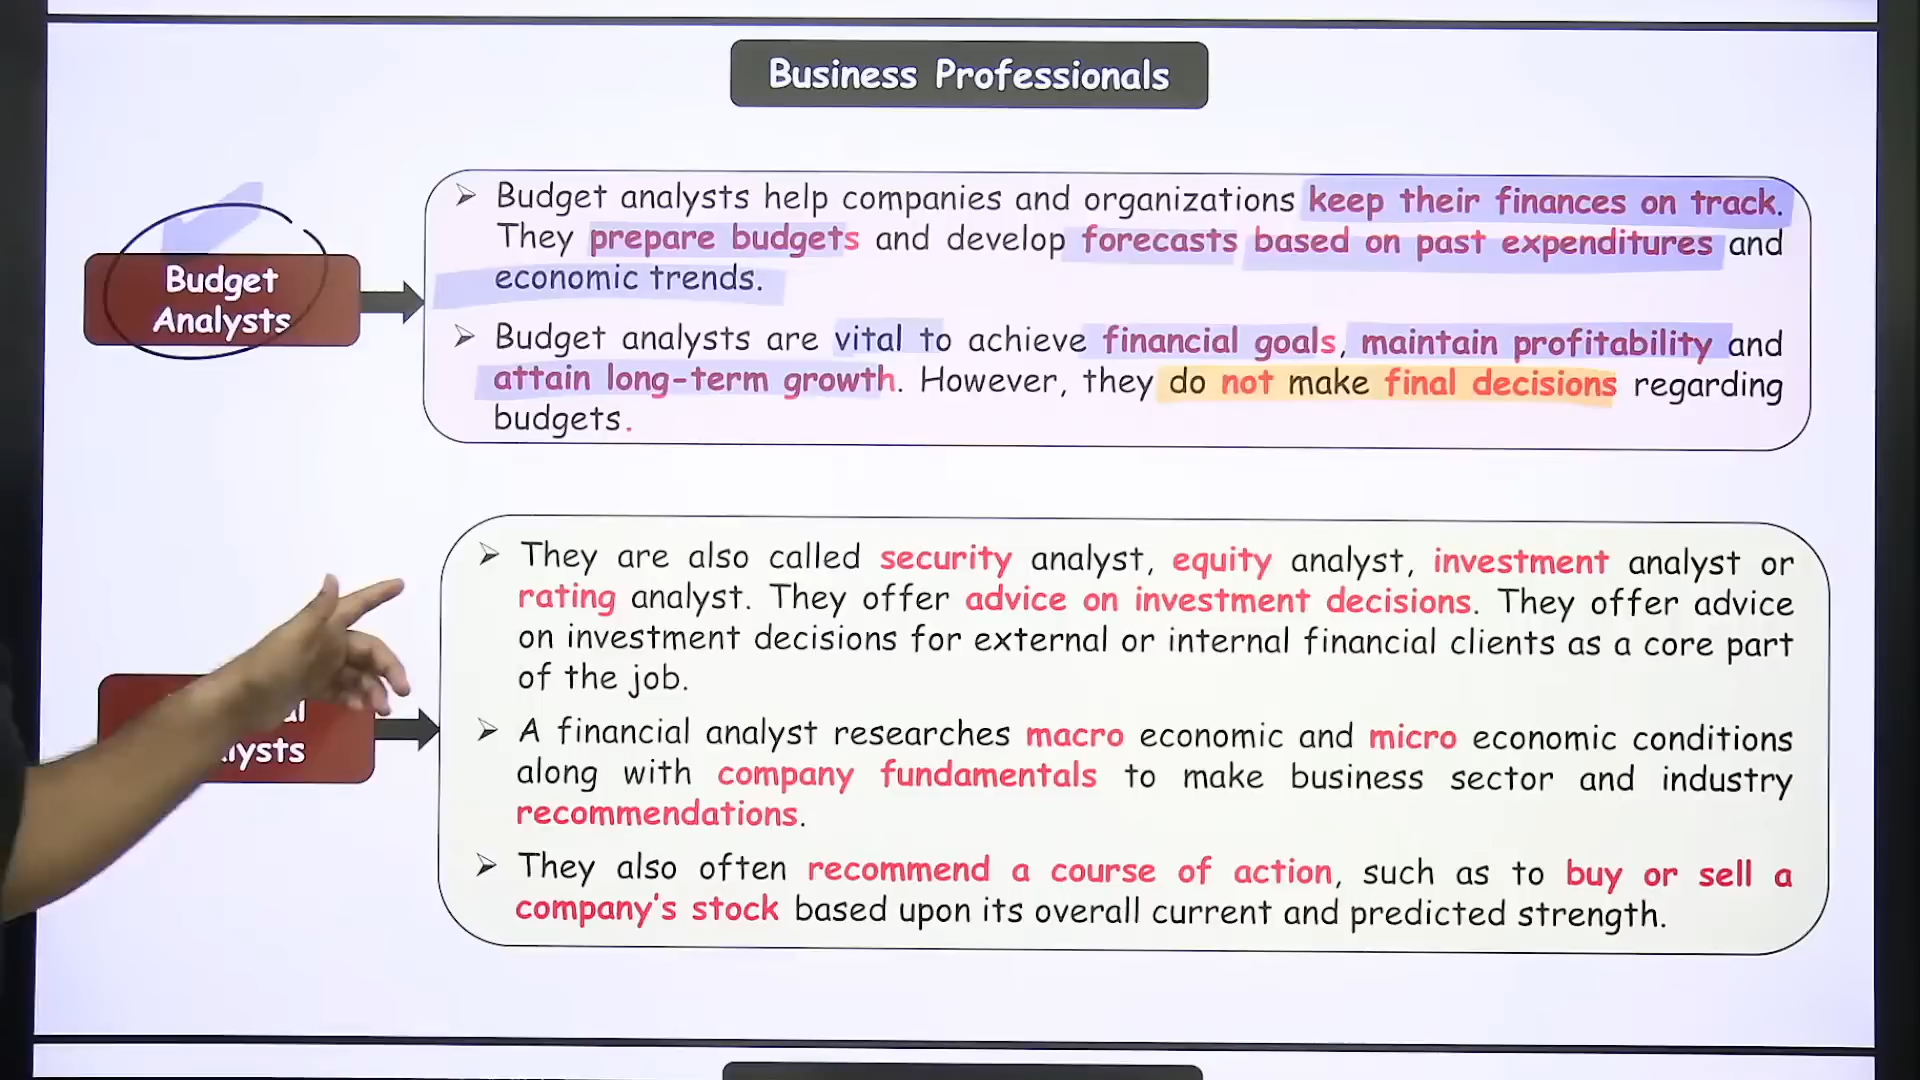 Business Professionals
Budget
Analysts
➢ Budget analysts help companies and organizations keep their finances on track.
They prepare budgets and develop forecasts based on past expenditures and
economic trends.
➢ Budget analysts are vital to achieve financial goals, maintain profitability and
attain long-term growth. However, they do not make final decisions regarding
budgets.
➢ They are also called security analyst, equity analyst, investment analyst or
rating analyst. They offer advice on investment decisions. They offer advice
on investment decisions for external or internal financial clients as a core part
of the job.
➢ A financial analyst researches macro economic and micro economic conditions
along with company fundamentals to make business sector and industry
recommendations.
➢ They also often recommend a course of action, such as to buy or sell a
company's stock based upon its overall current and predicted strength.